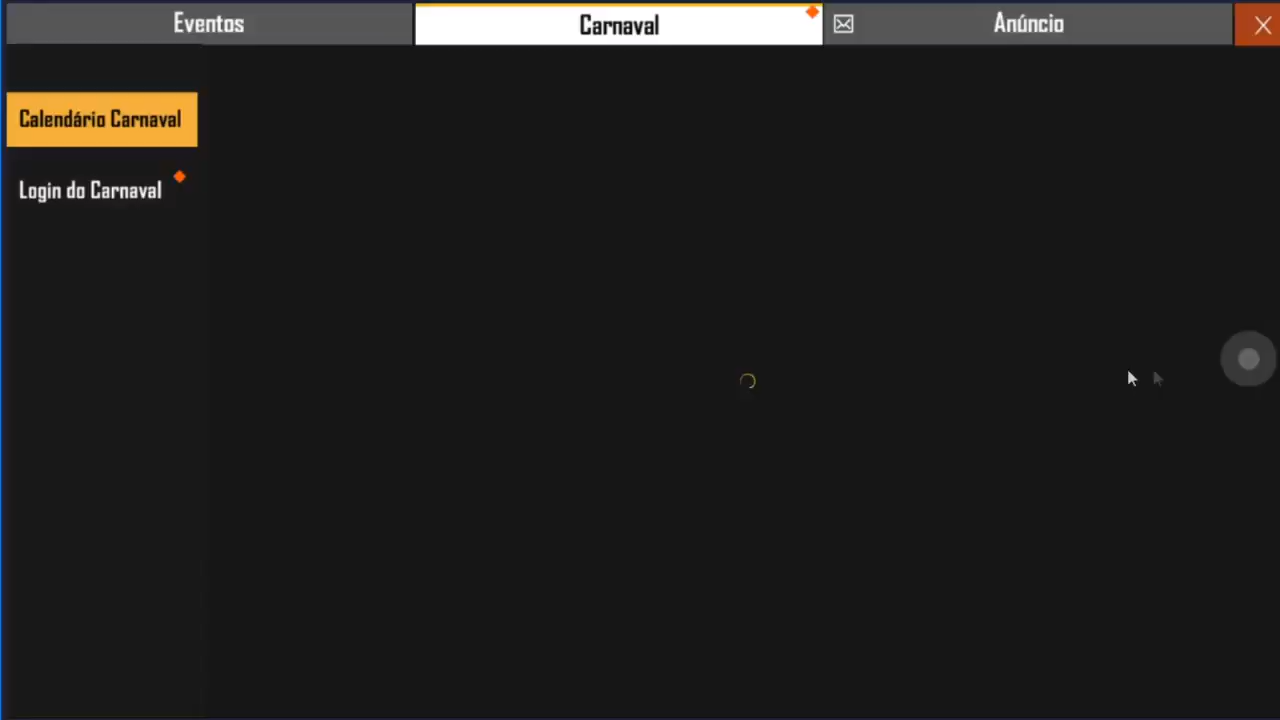 Eventos
Carnaval
Anúncio
Calendário Carnaval
Login do Carnaval